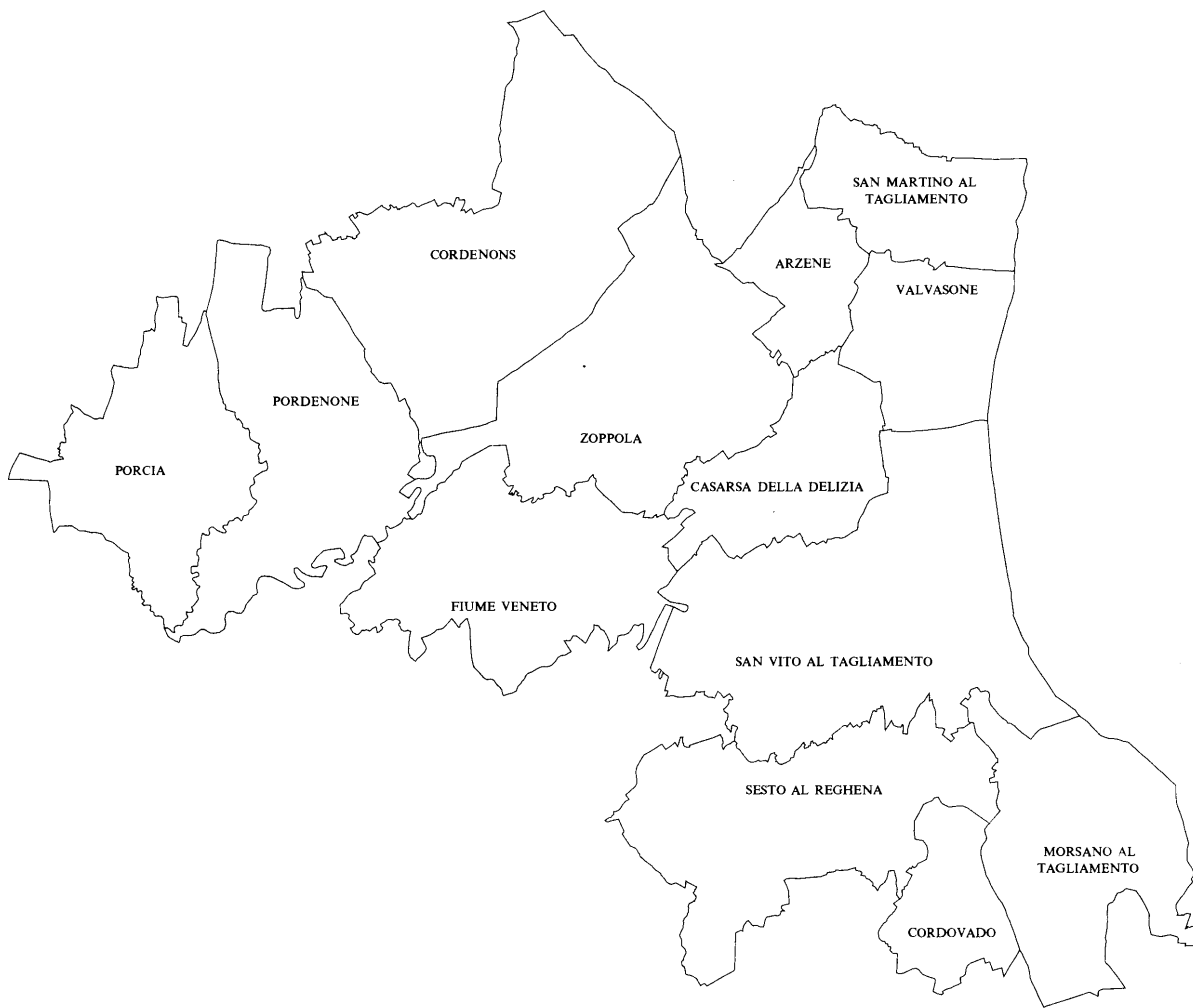 SAN MARTINO AL
TAGLIAMENTO
CORDENONS
ARZENE
VALVASONE
PORDENONE
ZOPPOLA
PORCIA
CASARSA DELLA DELIZIA
FIUME VENETO
SAN VITO AL TAGLIAMENTO
SESTO AL REGHENA
MORSANO AL
TAGLIAMENTO
CORDOVADO